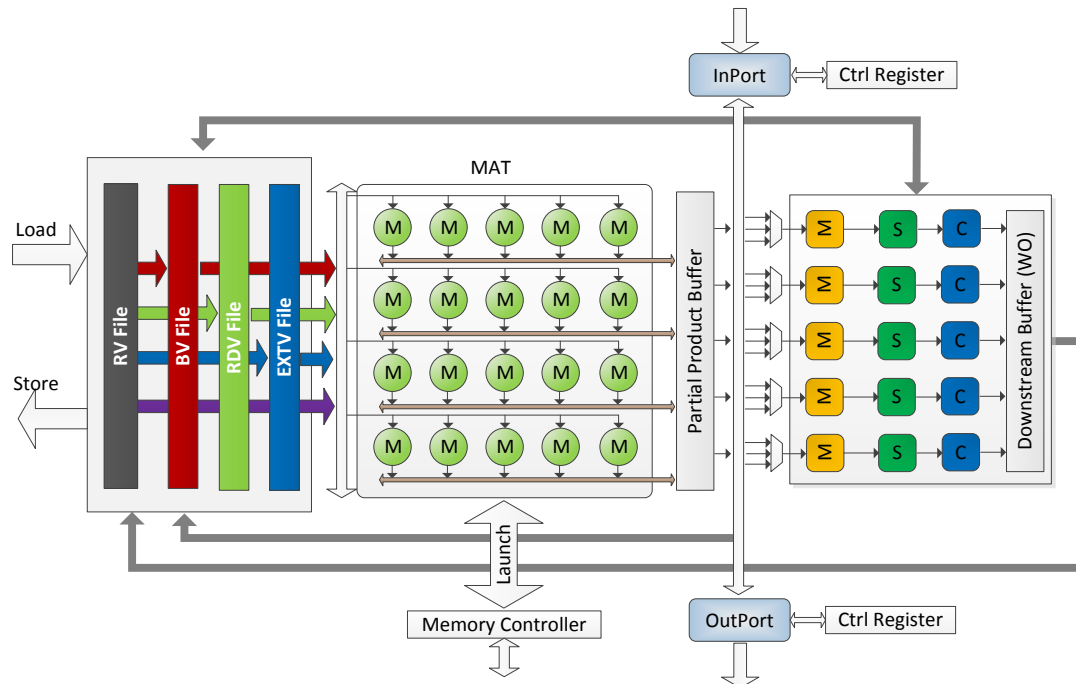 InPort
Ctrl Register
MAT
Load
Store
RV File
BV File
RDV File
EXTV File
M M M M M
M M M M M
M M M M M
M M M M M
Partial Product Buffer
M S C
M S C
M S C
M S C
M S C
Downstream Buffer (WO)
Launch
Memory Controller
OutPort
Ctrl Register